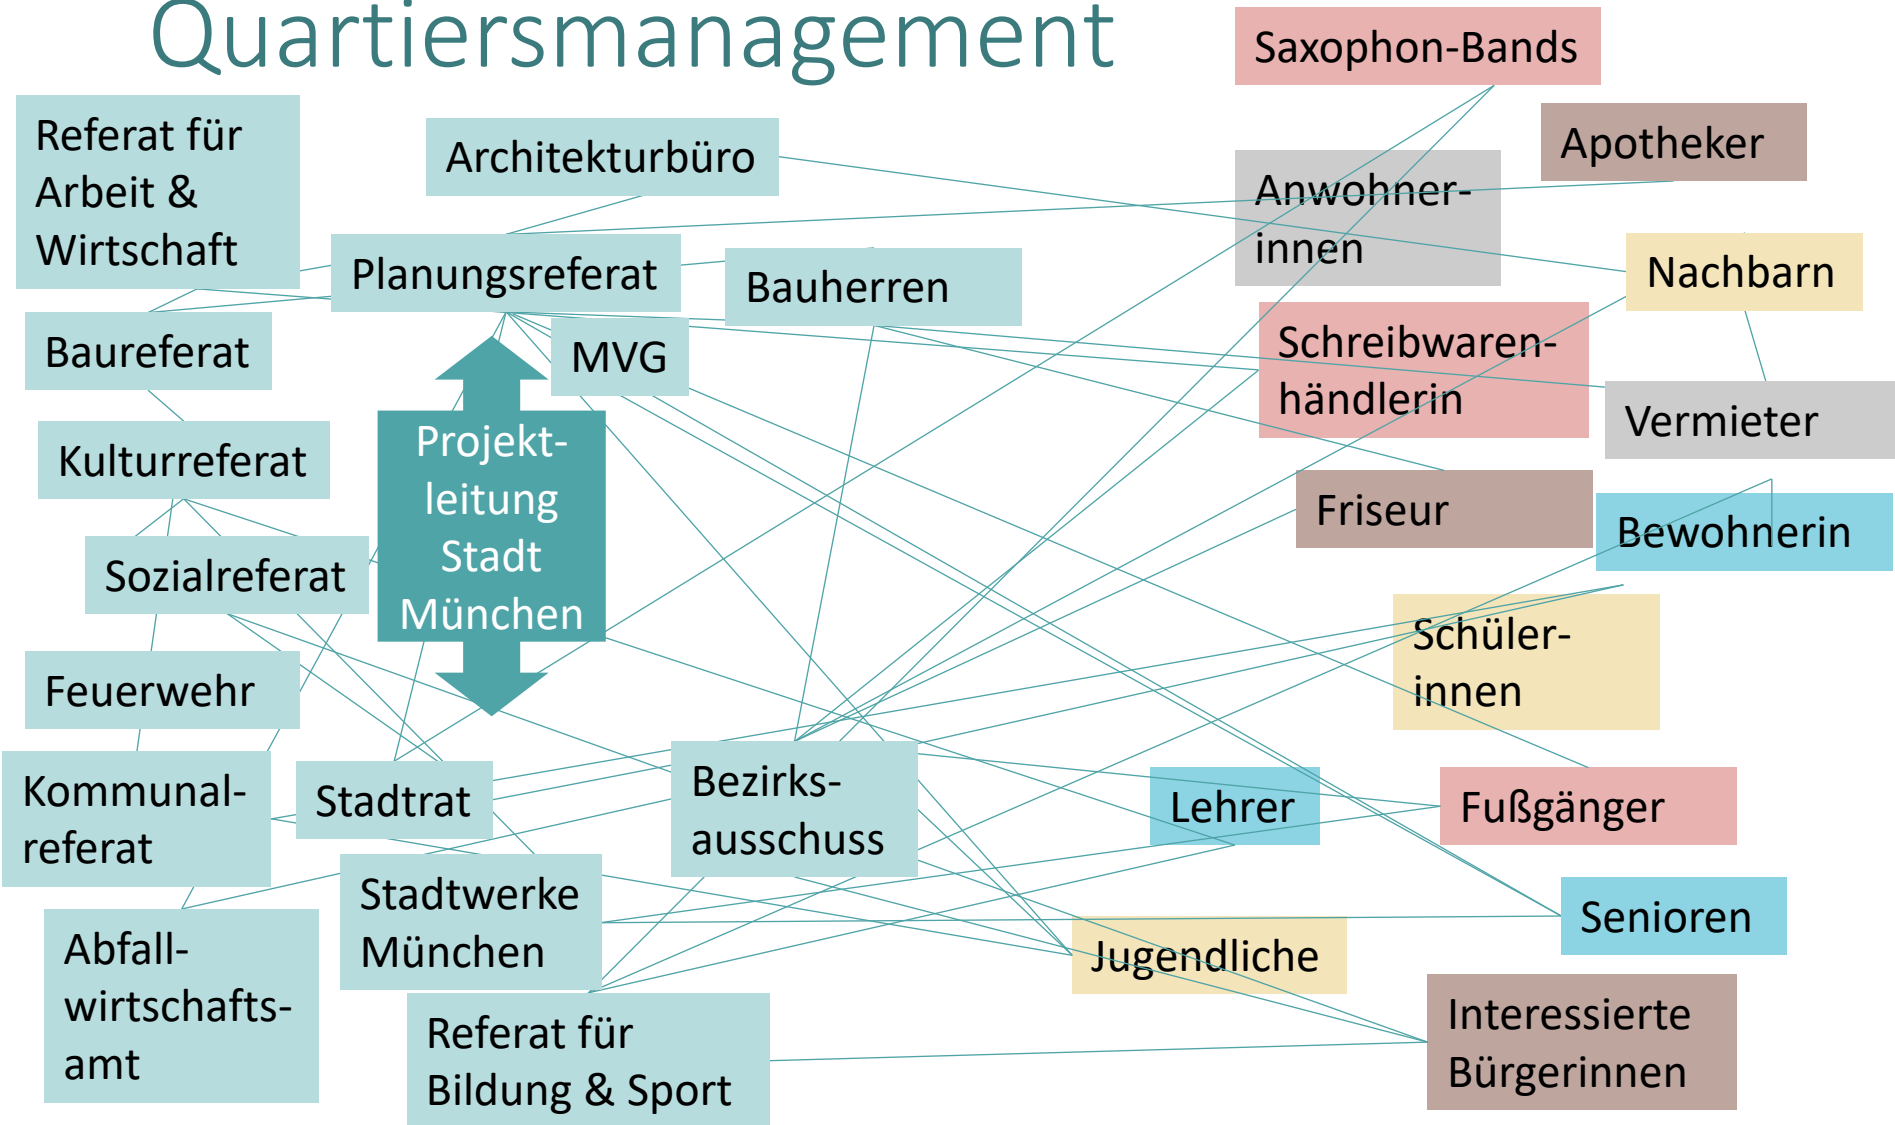 Quartiersmanagement
Saxophon-Bands
Referat für
Arbeit &
Wirtschaft
Architekturbüro
Apotheker
Anwohner-
innen
Planungsreferat
Bauherren
Nachbarn
Baureferat
MVG
Schreibwaren-
händlerin
Vermieter
Kulturreferat
Projekt-
leitung
Stadt
München
Friseur
Bewohnerin
Sozialreferat
Schüler-
innen
Feuerwehr
Kommunal-
referat
Stadtrat
Bezirks-
ausschuss
Lehrer
Fußgänger
Stadtwerke
München
Senioren
Abfall-
wirtschafts-
amt
Jugendliche
Referat für
Bildung & Sport
Interessierte
Bürgerinnen